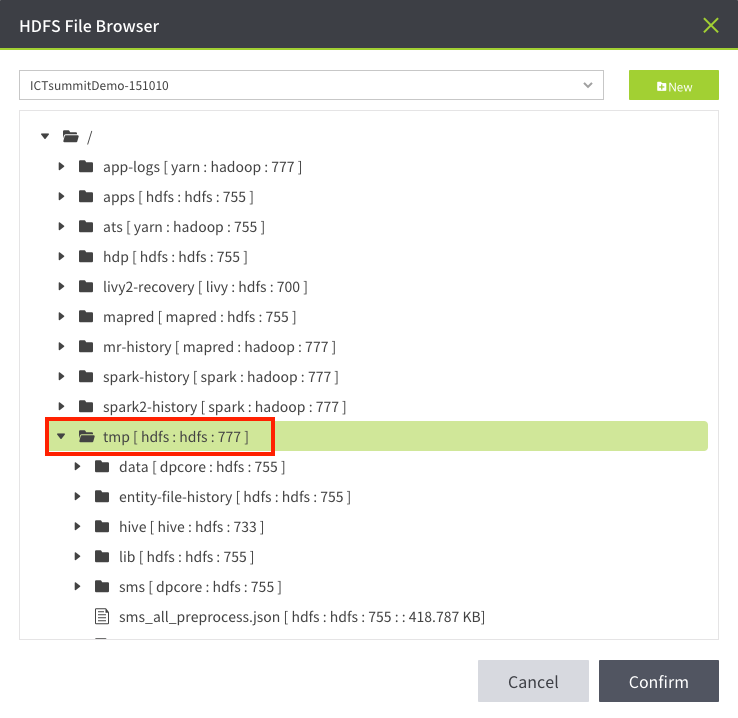 HDFS File Browser
ICTsummitDemo-151010
New
/
app-logs [ yarn : hadoop : 777 ]
apps [ hdfs : hdfs : 755 ]
ats [ yarn : hadoop : 755 ]
hdp [ hdfs : hdfs : 755 ]
livy2-recovery [ livy : hdfs : 700 ]
mapred [ mapred : hdfs : 755 ]
mr-history [ mapred : hadoop : 777 ]
spark-history [ spark : hadoop : 777 ]
spark2-history [ spark : hadoop : 777 ]
tmp [ hdfs : hdfs : 777 ]
data [ dpcore : hdfs : 755 ]
entity-file-history [ hdfs : hdfs : 755 ]
hive [ hive : hdfs : 733 ]
lib [ hdfs : hdfs : 755 ]
sms [ dpcore : hdfs : 755 ]
sms_all_preprocess.json [ hdfs : hdfs : 755 : : 418.787 KB]
Cancel
Confirm